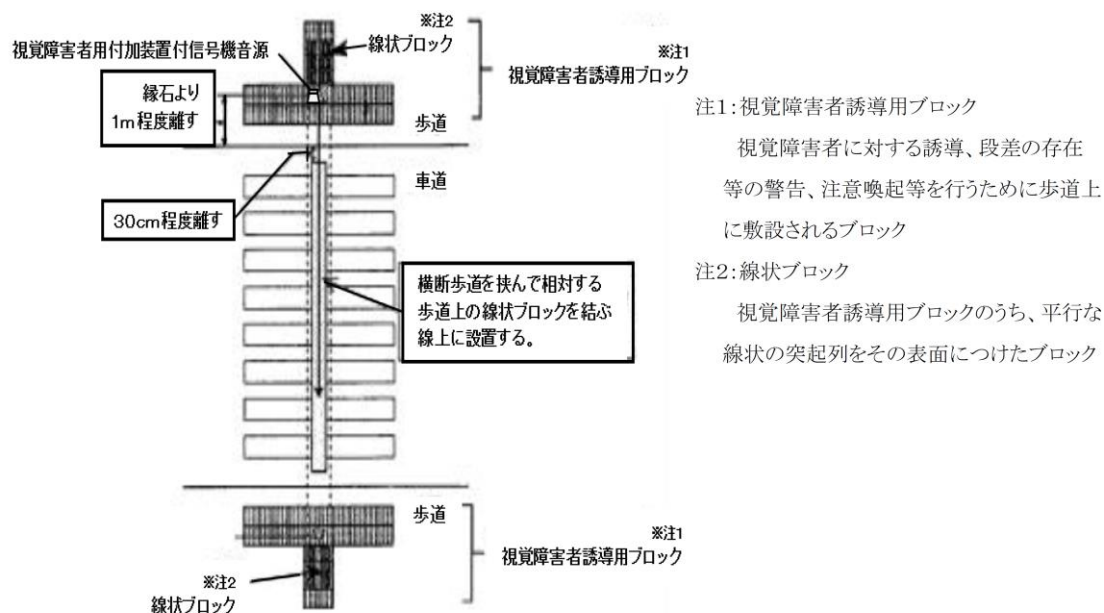 ※注2
線状ブロック
視覚障害者用付加装置付信号機音源
※注1
視覚障害者誘導用ブロック
縁石より
1m程度離す
歩道
車道
30cm程度離す
横断歩道を挟んで相対する
歩道上の線状ブロックを結ぶ
線上に設置する。
歩道
※注1
視覚障害者誘導用ブロック
※注2
線状ブロック
注1:視覚障害者誘導用ブロック
視覚障害者に対する誘導、段差の存在
等の警告、注意喚起等を行うために歩道上
に敷設されるブロック
注2:線状ブロック
視覚障害者誘導用ブロックのうち、平行な
線状の突起列をその表面につけたブロック